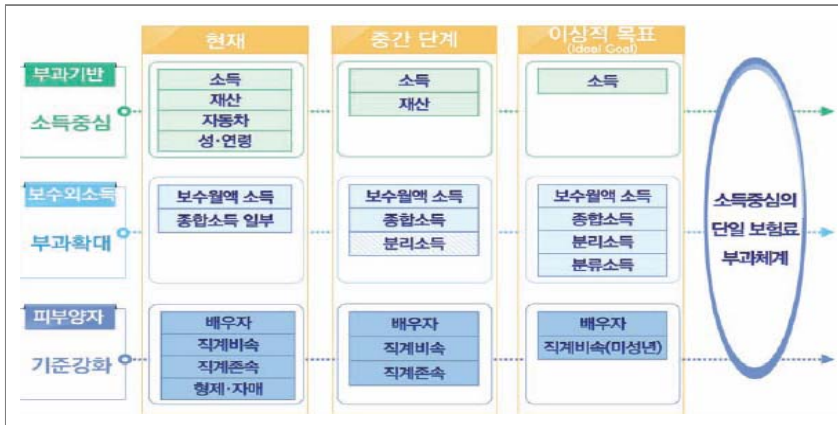 현재
중간 단계
이상적 목표
(Ideal Goal)
부과기반
소득중심
소득
재산
자동차
성·연령
소득
재산
소득
보수외소득
부과확대
보수월액 소득
종합소득 일부
보수월액 소득
종합소득
분리소득
보수월액 소득
종합소득
분리소득
분류소득
피부양자
기준강화
배우자
직계비속
직계존속
형제·자매
배우자
직계비속
직계존속
배우자
직계비속(미성년)
소득중심의
단일 보험료
부과체계